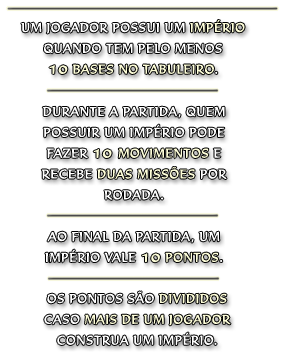 UM JOGADOR POSSUI UM IMPÉRIO
QUANDO TEM PELO MENOS
10 BASES NO TABULEIRO.
DURANTE A PARTIDA, QUEM
POSSUIR UM IMPÉRIO PODE
FAZER 10 MOVIMENTOS E
RECEBE DUAS MISSÕES POR
RODADA.
AO FINAL DA PARTIDA, UM
IMPÉRIO VALE 10 PONTOS.
OS PONTOS SÃO DIVIDIDOS
CASO MAIS DE UM JOGADOR
CONSTRUA UM IMPÉRIO.